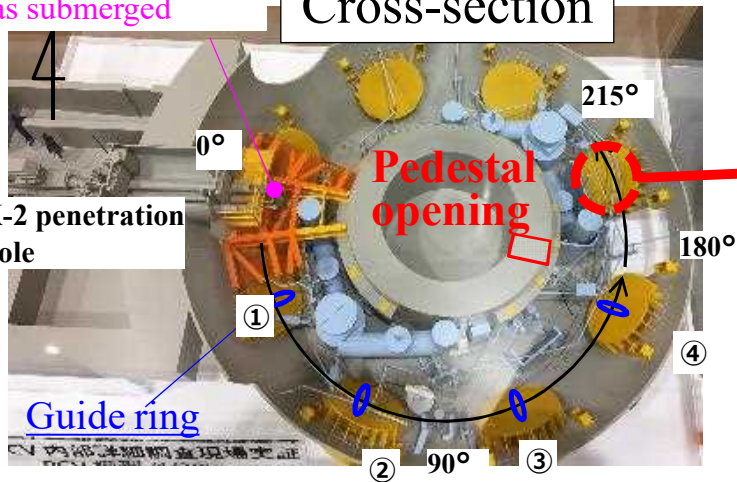 as submerged
Cross-section
215°
0°
Pedestal
opening
X-2 penetration
ole
180°
①
④
Guide ring
②
90°
③